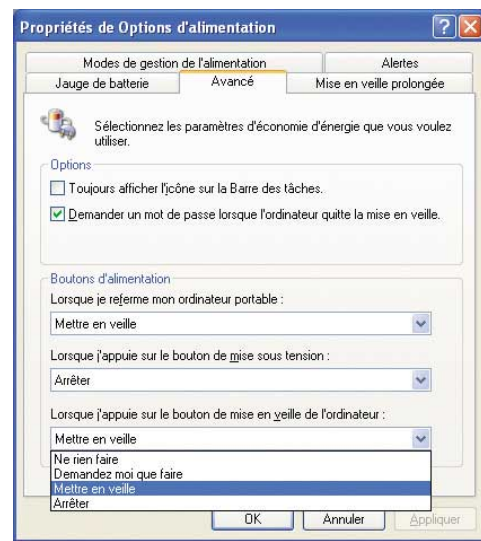 Propriétés de Options d'alimentation
Modes de gestion de l'alimentation
Alertes
Jauge de batterie
Avancé
Mise en veille prolongée
Sélectionnez les paramètres d'économie d'énergie que vous voulez
utiliser.
Options
Toujours afficher l'icône sur la Barre des tâches.
Demander un mot de passe lorsque l'ordinateur quitte la mise en veille.
Boutons d'alimentation
Lorsque je referme mon ordinateur portable :
Mettre en veille
Lorsque j'appuie sur le bouton de mise sous tension :
Arrêter
Lorsque j'appuie sur le bouton de mise en veille de l'ordinateur :
Mettre en veille
Ne rien faire
Demandez moi que faire
Mettre en veille
Arrêter
OK
Annuler
Appliquer